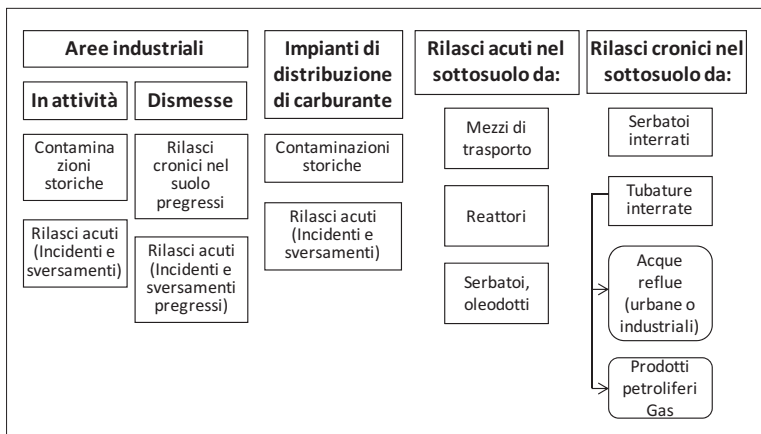 Aree industriali
In attività
Contamina
zioni
storiche
Rilasci acuti
(Incidenti e
sversamenti)
Dismesse
Rilasci
cronici nel
suolo
pregressi
Rilasci acuti
(Incidenti e
sversamenti
pregressi)
Impianti di
distribuzione
di carburante
Contaminazioni
storiche
Rilasci acuti
(Incidenti e
sversamenti)
Rilasci acuti nel
sottosuolo da:
Mezzi di
trasporto
Reattori
Serbatoi,
oleodotti
Rilasci cronici nel
sottosuolo da:
Serbatoi
interrati
Tubature
interrate
Acque
reflue
(urbane o
industriali)
Prodotti
petroliferi
Gas